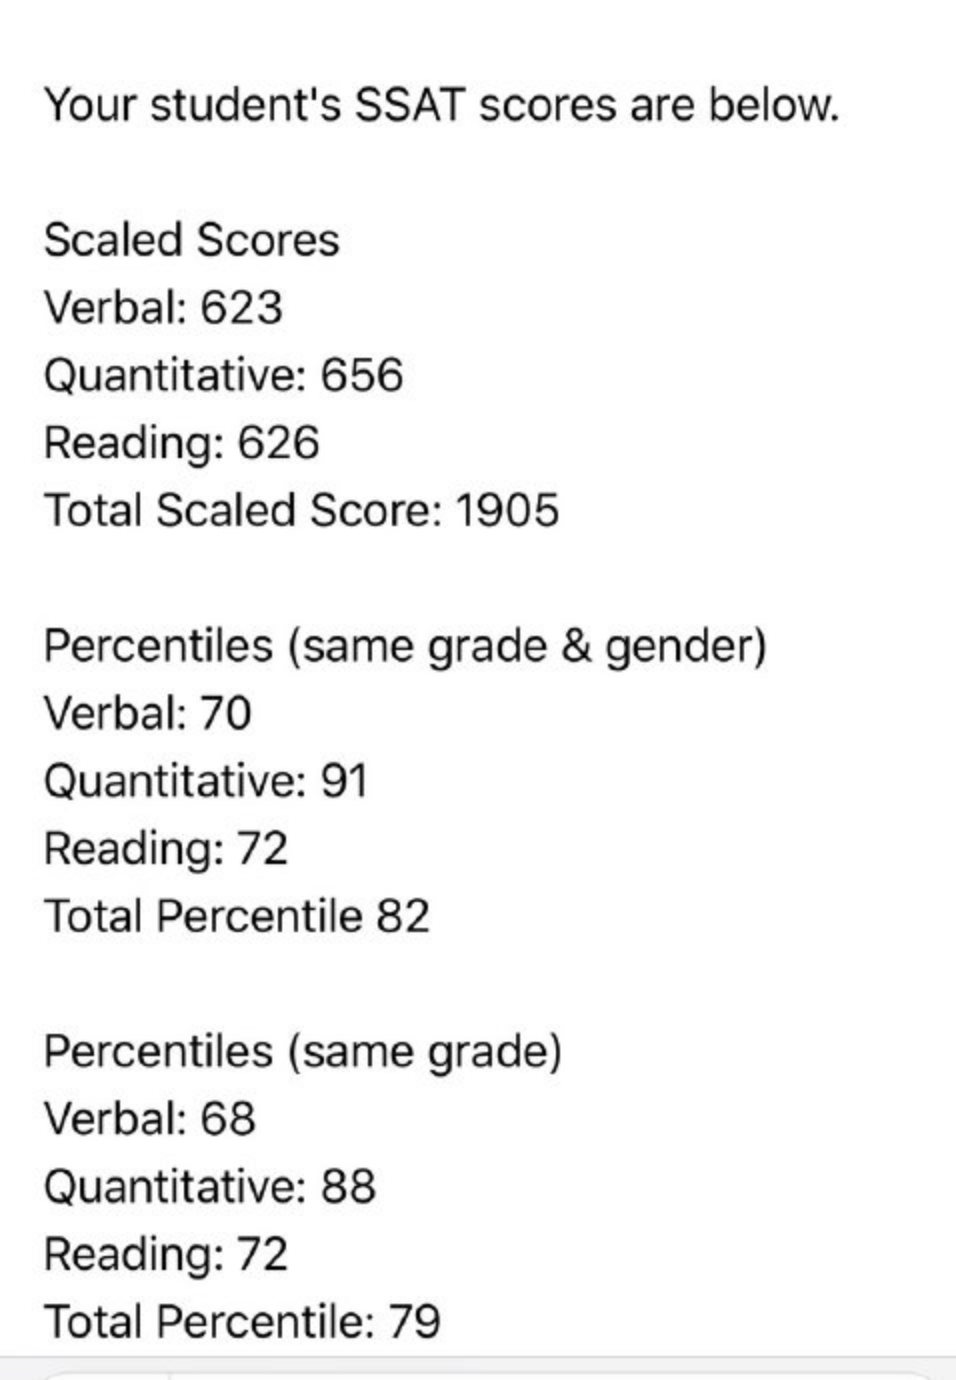 Your student's SSAT scores are below.
Scaled Scores
Verbal: 623
Quantitative: 656
Reading: 626
Total Scaled Score: 1905
Percentiles (same grade & gender)
Verbal: 70
Quantitative: 91
Reading: 72
Total Percentile 82
Percentiles (same grade)
Verbal: 68
Quantitative: 88
Reading: 72
Total Percentile: 79